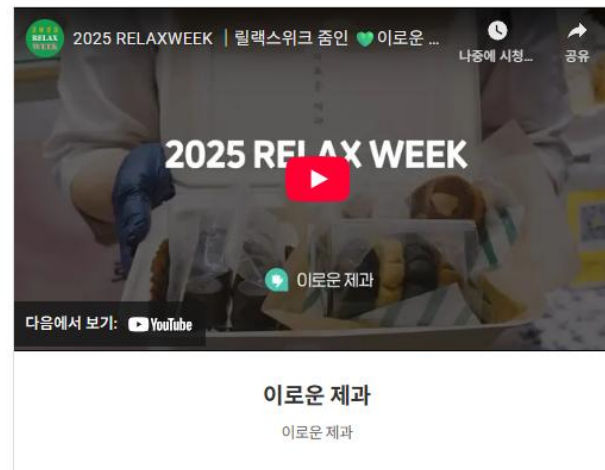 2025 RELAXWEEK | 릴랙스위크 줌인 💚이로운 ...
나중에 시청...
공유
RELAX
WEEK
2025 RELAX WEEK
이로운 제과
다음에서 보기: YouTube
이로운 제과
이로운 제과